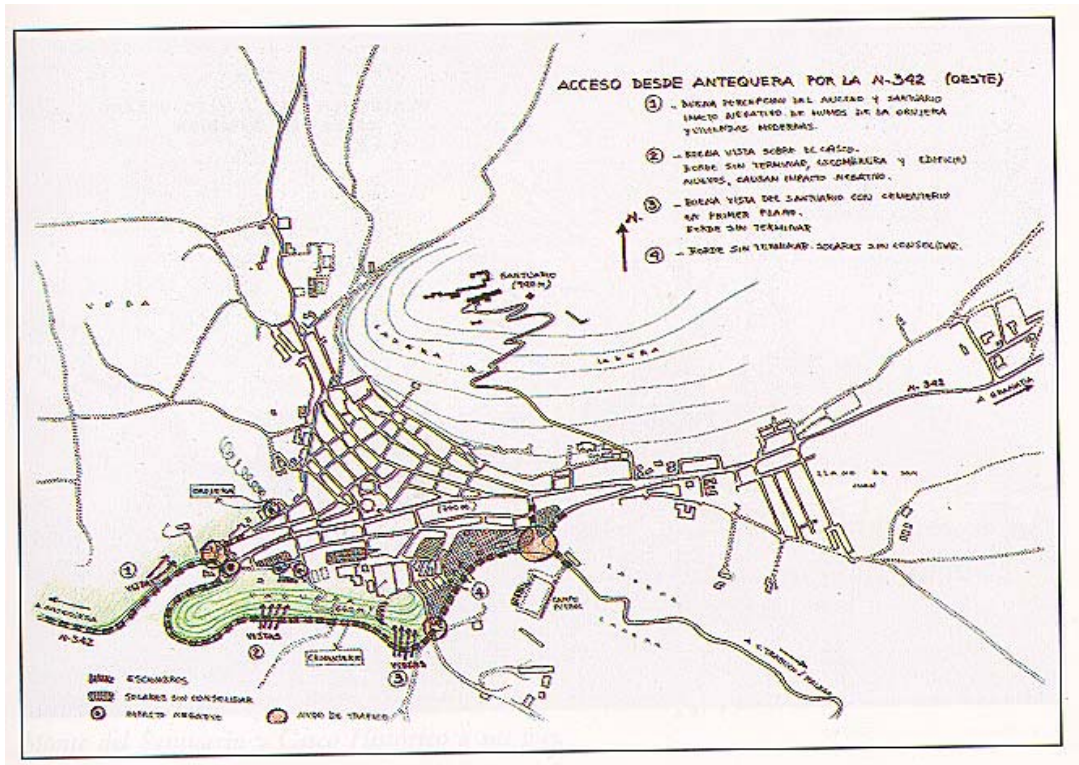 ACCESO DESDE ANTEQUERA POR LA N-342 (OESTE)
1 - BUENA PERCEPCION DEL NUCLEO Y SANTUARIO
IMPACTO NEGATIVO DE HUMOS DE LA ORUJERA
Y VIVIENDAS MODERNAS.
2 - BUENA VISTA SOBRE EL CASCO.
BORDE SIN TERMINAR, ESCOMBRERA Y EDIFICIOS
NUEVOS, CAUSAN IMPACTO NEGATIVO.
3 - BUENA VISTA DEL SANTUARIO CON CEMENTERIO
EN PRIMER PLANO.
BORDE SIN TERMINAR
4 - BORDE SIN TERMINAR. SOLARES SIN CONSOLIDAR.
N
SANTUARIO
LADERA
LADERA
VEGA
N-342
A GRANADA
LLANO DE SAN
JUAN
ORUJERA
1
VISTAS
A ANTEQUERA
N-342
VISTAS
2
CEMENTERIO
VISTAS
3
4
CAMPO
FUTBOL
ESCOMBROS
SOLARES SIN CONSOLIDAR
IMPACTO NEGATIVO
NUDO DE TRAFICO